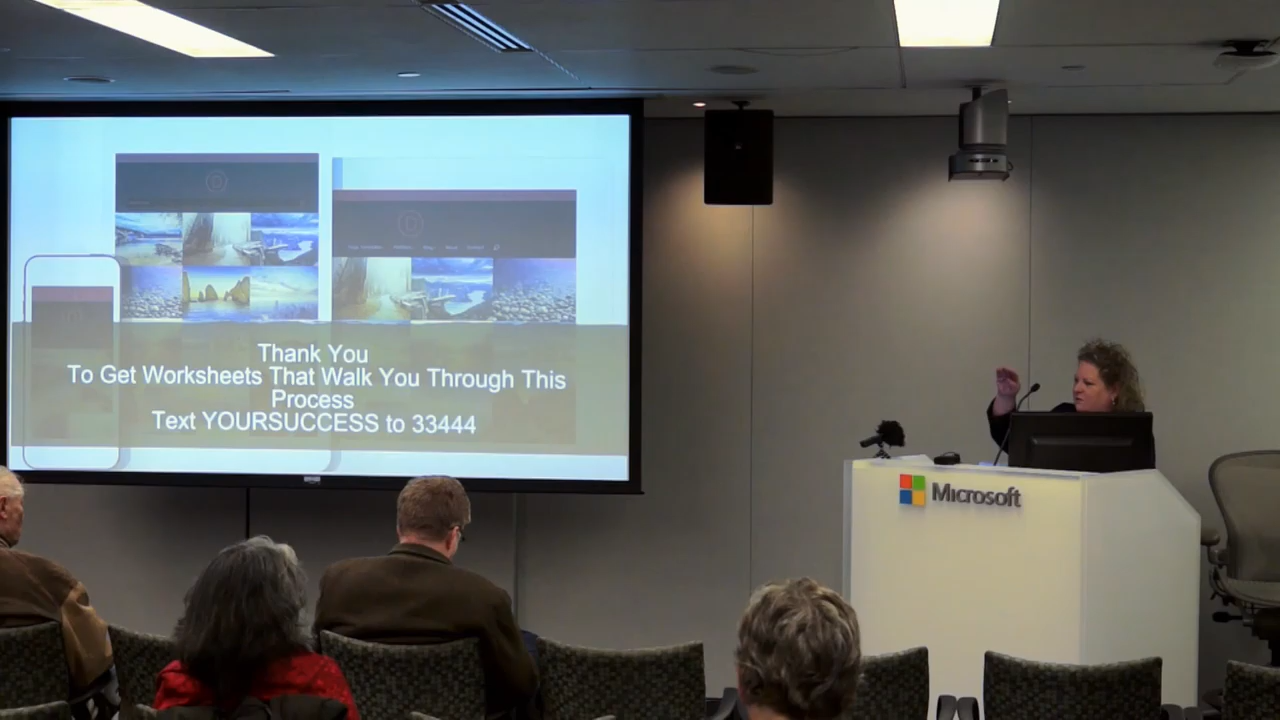 Thank You
To Get Worksheets That Walk You Through This
Process
Text YOURSUCCESS to 33444
Microsoft